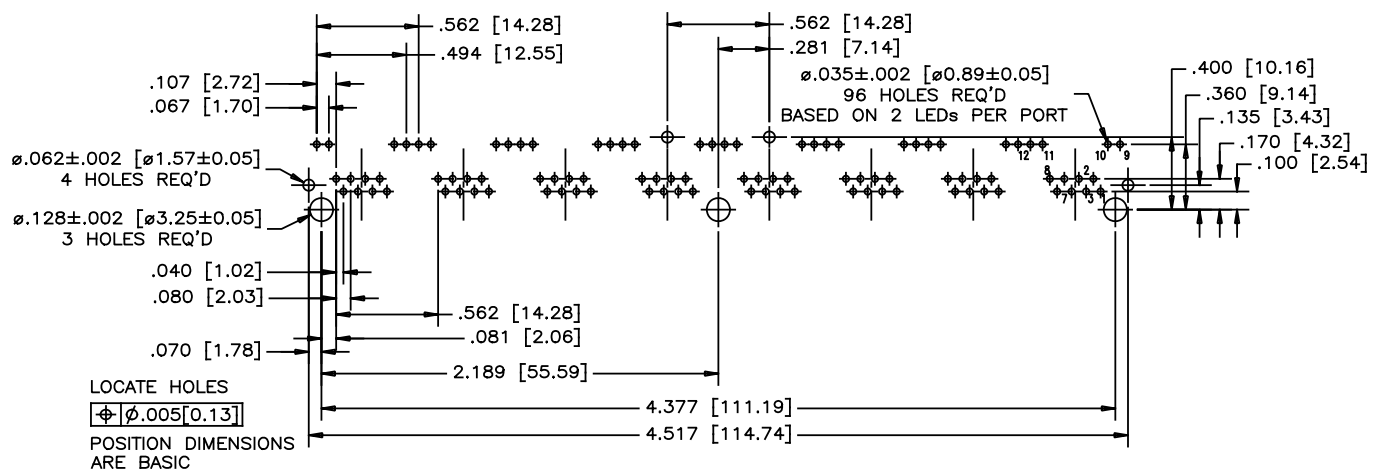 .562 [14.28]
.562 [14.28]
.494 [12.55]
.281 [7.14]
.107 [2.72]
.067 [1.70]
ø.035±.002 [ø0.89±0.05]
96 HOLES REQ'D
BASED ON 2 LEDs PER PORT
.400 [10.16]
.360 [9.14]
.135 [3.43]
.170 [4.32]
.100 [2.54]
12 11 10 9
ø.062±.002 [ø1.57±0.05]
4 HOLES REQ'D
8 2
7 3 1
ø.128±.002 [ø3.25±0.05]
3 HOLES REQ'D
.040 [1.02]
.080 [2.03]
.562 [14.28]
.081 [2.06]
.070 [1.78]
2.189 [55.59]
LOCATE HOLES
⌖ Ø.005[0.13]
POSITION DIMENSIONS
ARE BASIC
4.377 [111.19]
4.517 [114.74]